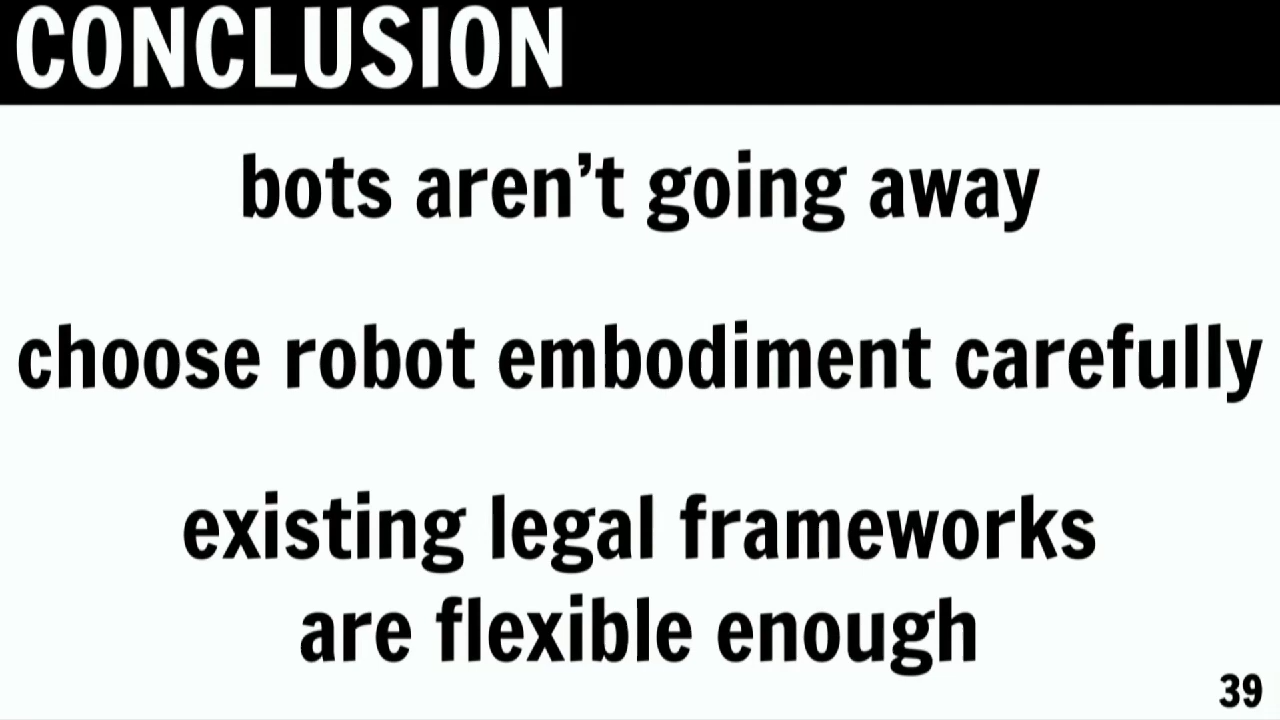 CONCLUSION
bots aren’t going away
choose robot embodiment carefully
existing legal frameworks
are flexible enough
39